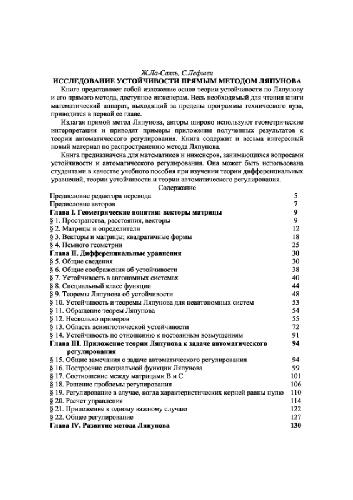 Ж.Ла-Салль, С.Лефшец
ИССЛЕДОВАНИЕ УСТОЙЧИВОСТИ ПРЯМЫМ МЕТОДОМ ЛЯПУНОВА
Книга представляет собой изложение основ теории устойчивости по Ляпунову
и его прямого метода, доступное инженерам. Весь необходимый для чтения книги
математический аппарат, выходящий за пределы программы технического вуза,
приводится в первой ее главе.
Излагая прямой метод Ляпунова, авторы широко используют геометрические
интерпретации и приводят примеры приложения полученных результатов к
теории автоматического регулирования. Книга содержит и весьма интересный
новый материал по распространению метода Ляпунова.
Книга предназначена для математиков и инженеров, занимающихся вопросами
устойчивости и автоматического регулирования. Она может быть использована
студентами в качестве учебного пособия при изучении теории дифференциальных
уравнений, теории устойчивости и теории автоматического регулирования.
Содержание
Предисловие редактора перевода 5
Предисловие авторов 7
Глава I. Геометрические понятия: векторы матрицы 9
§ 1. Пространства, расстояния, векторы 9
§ 2. Матрицы и определители 12
§ 3. Векторы и матрицы; квадратичные формы 18
§ 4. Немного геометрии 25
Глава II. Дифференциальные уравнения 30
§ 5. Общие сведения 30
§ 6. Общие соображения об устойчивости 38
§ 7. Устойчивость в автономных системах 40
§ 8. Специальный класс функций 44
§ 9. Теоремы Ляпунова об устойчивости 48
§ 10. Устойчивость и теоремы Ляпунова для неавтономных систем 53
§ 11. Обращение теорем Ляпунова 54
§ 12. Несколько примеров 55
§ 13. Область асимптотической устойчивости 72
§ 14. Устойчивость по отношению к постоянным возмущениям 91
Глава III. Приложение теории Ляпунова к задаче автоматического 94
регулирования
§ 15. Общие замечания о задаче автоматического регулирования 94
§ 16. Построение специальной функции Ляпунова 99
§ 17. Соотношение между матрицами В и С 101
§ 18. Решение проблемы регулирования 106
§ 19. Регулирование в случае, когда характеристических корней равны нулю 110
§ 20. Расчет управления 114
§ 21. Приложение к одному важному случаю 122
§ 22. Общее регулирование 127
Глава IV. Развитие метода Ляпунова 130